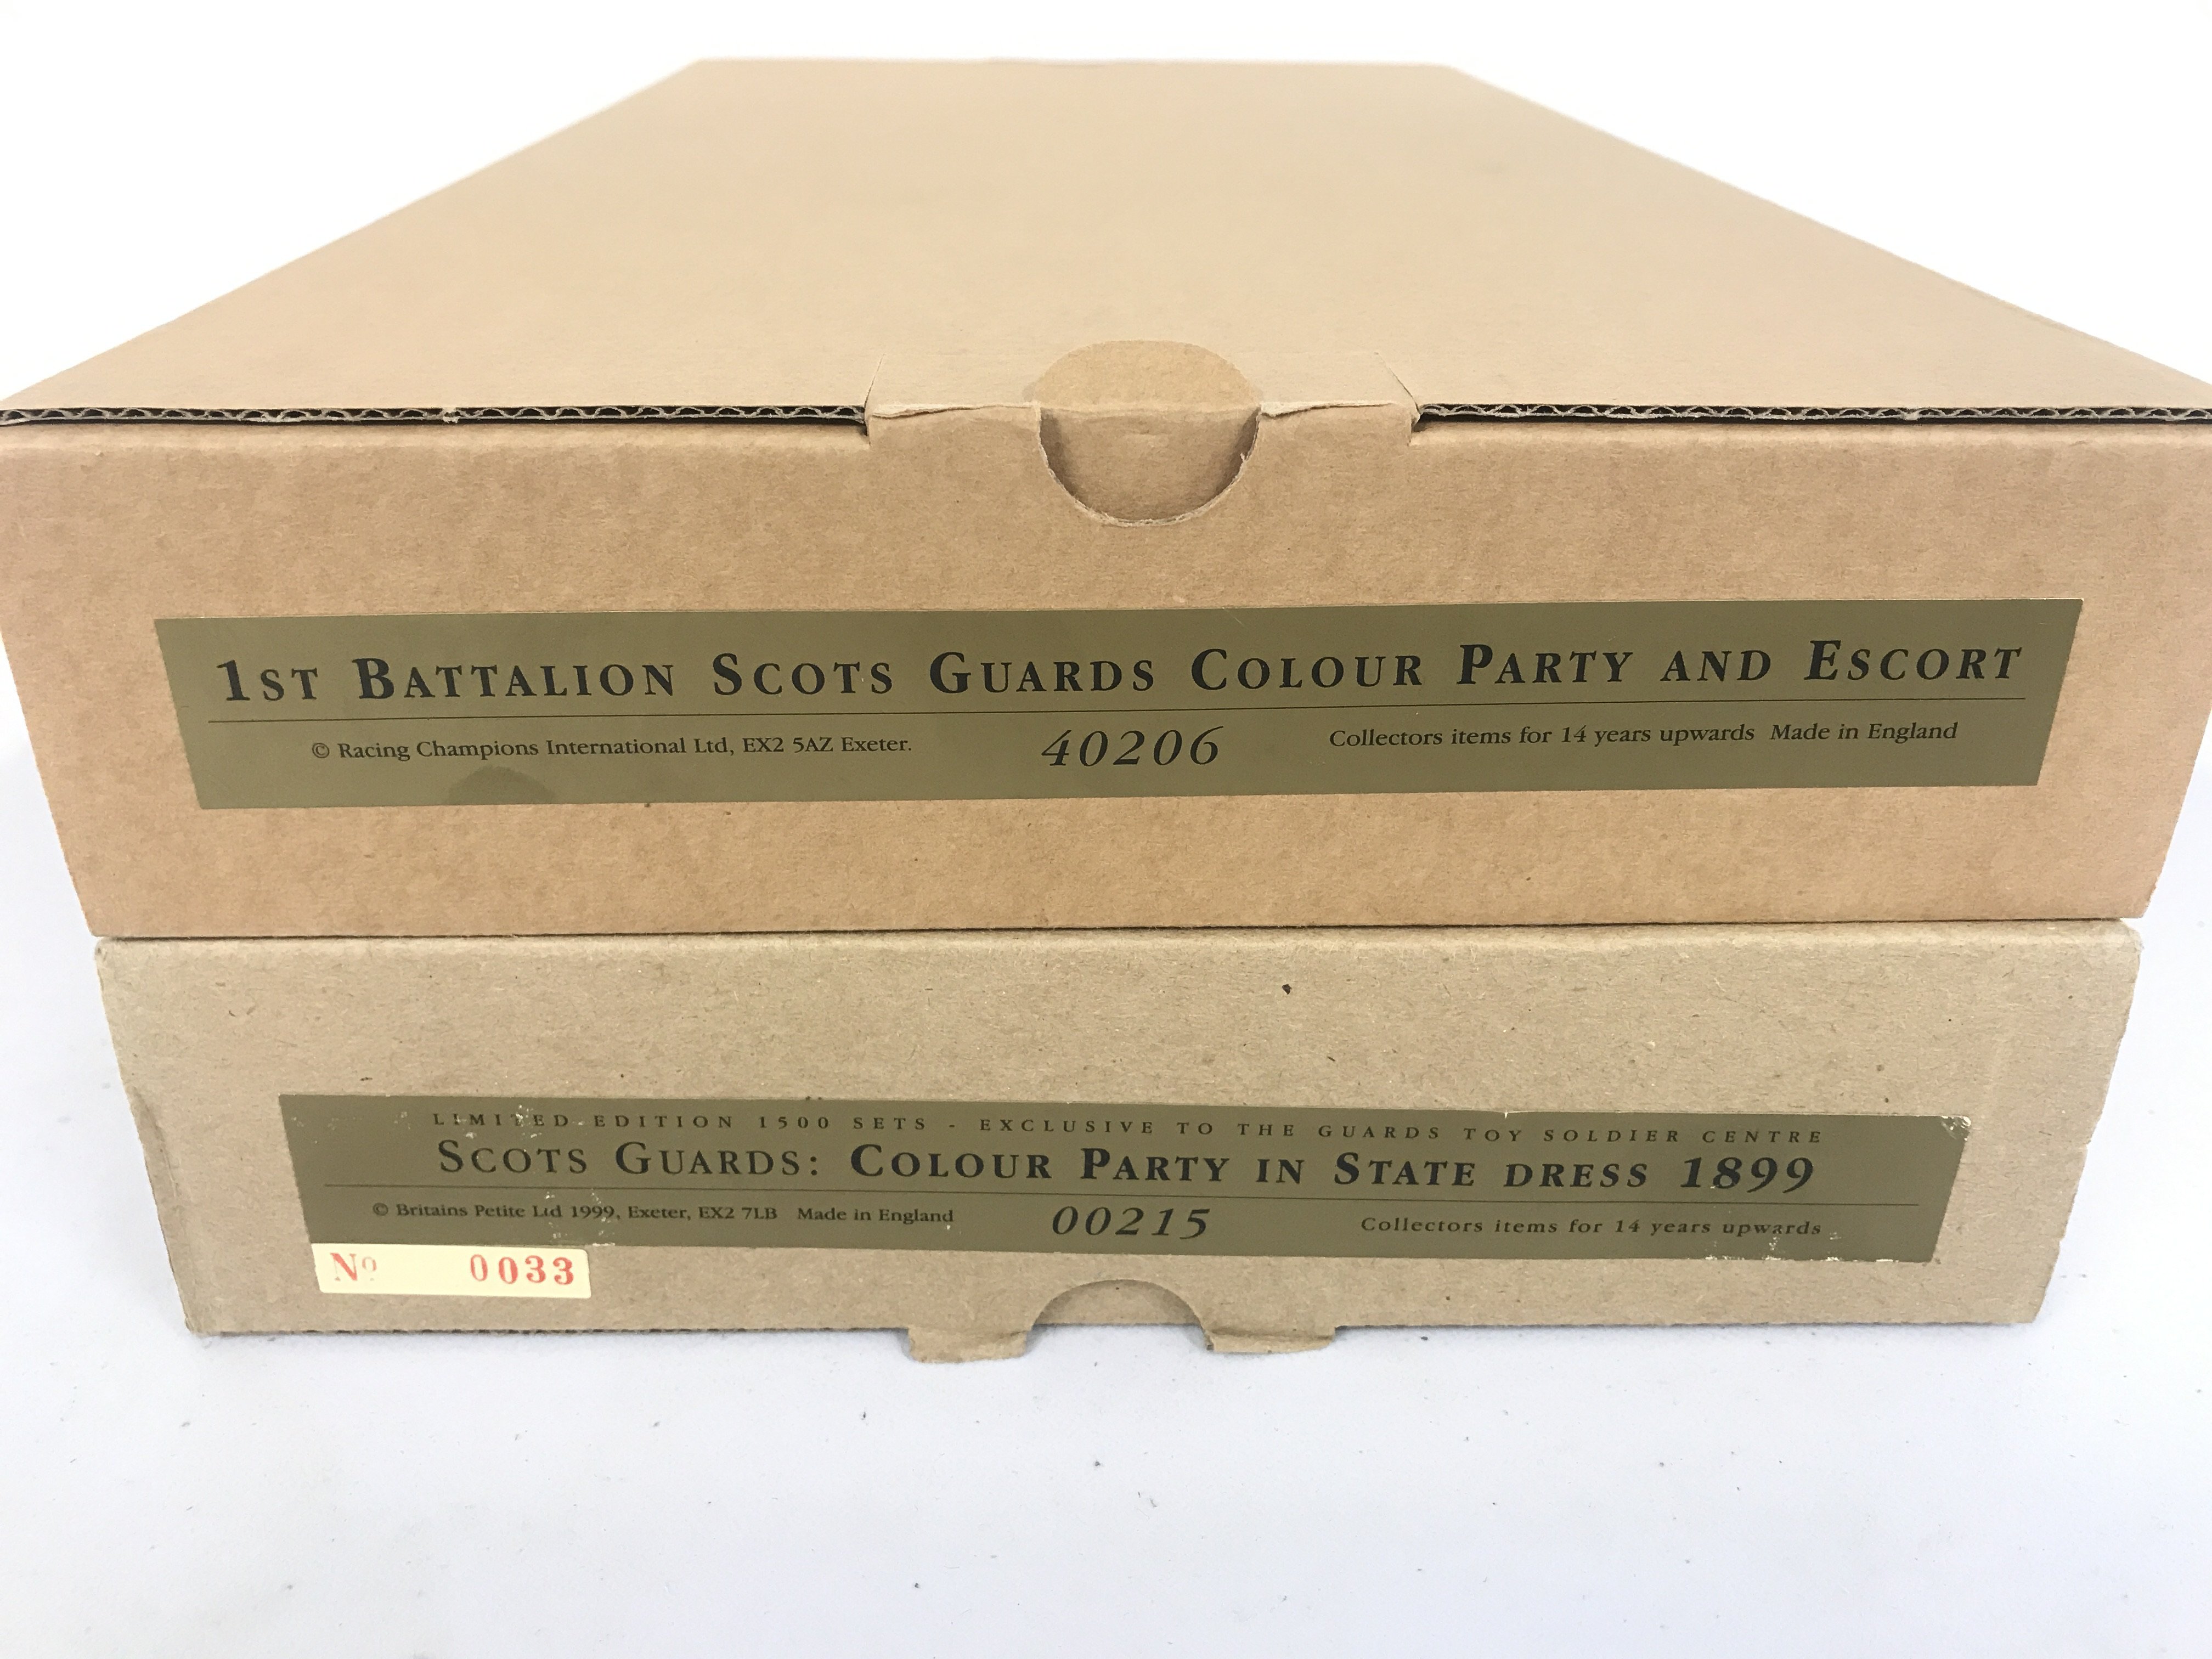 1st Battalion Scots Guards Colour Party and Escort
© Racing Champions International Ltd, EX2 5AZ Exeter. 40206 Collectors items for 14 years upwards Made in England
LIMITED EDITION 1500 SETS - EXCLUSIVE TO THE GUARDS TOY SOLDIER CENTRE
Scots Guards: Colour Party in State dress 1899
© Britains Petite Ltd 1999, Exeter, EX2 7LB Made in England 00215 Collectors items for 14 years upwards
Nº 0033